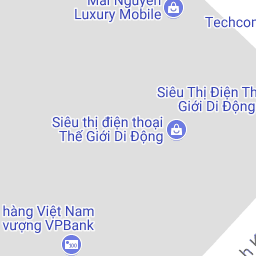 Mai Nguyen
Luxury Mobile
Techcom
Siêu Thị Điện Th
Giới Di Động
Siêu thị điện thoại
Thế Giới Di Động
hàng Việt Nam
vượng VPBank